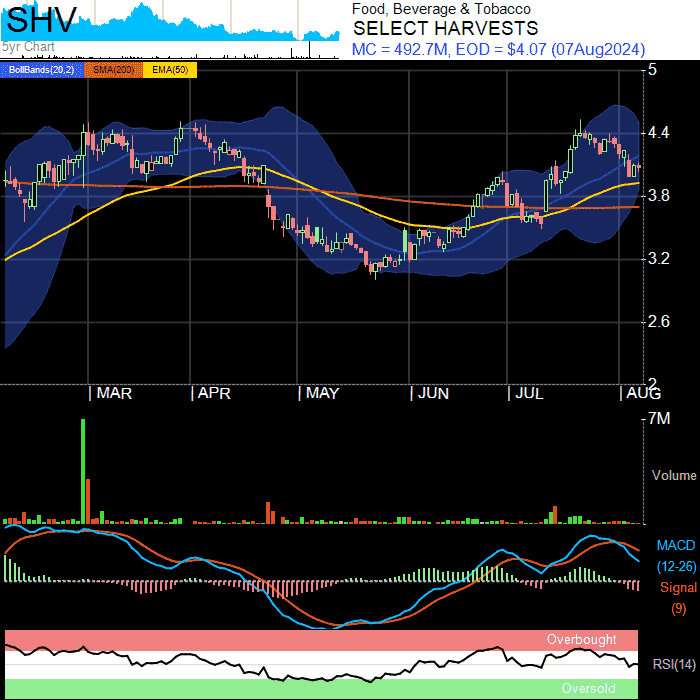 SHV
5yr Chart
Food, Beverage & Tobacco
SELECT HARVESTS
MC = 492.7M, EOD = $4.07 (07Aug2024)
BollBands(20,2) SMA(200) EMA(50)
5
4.4
3.8
3.2
2.6
2
| MAR | APR | MAY | JUN | JUL | AUG
7M
Volume
MACD
(12-26)
Signal
(9)
Overbought
RSI(14)
Oversold